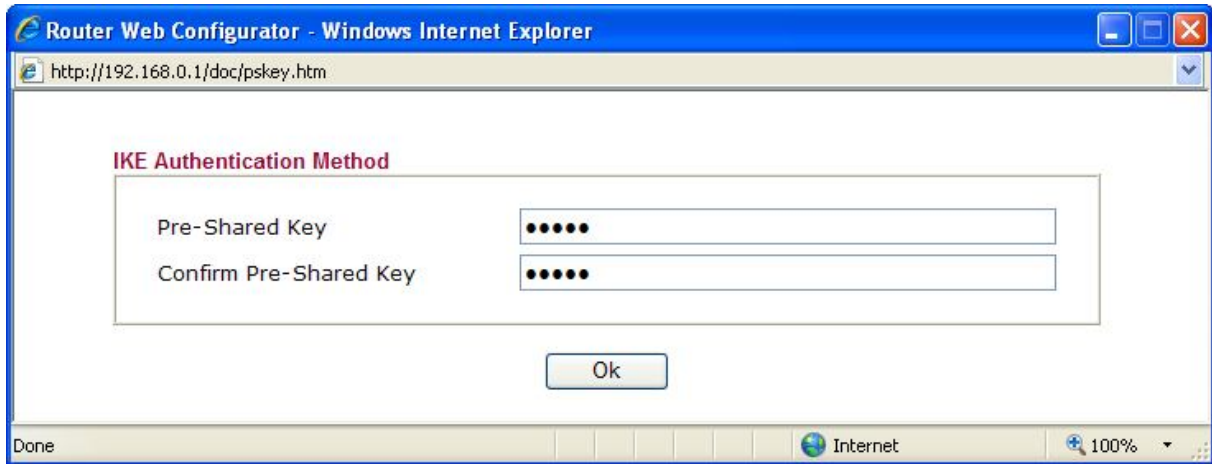 Router Web Configurator - Windows Internet Explorer
http://192.168.0.1/doc/pskey.htm
IKE Authentication Method
Pre-Shared Key •••••
Confirm Pre-Shared Key •••••
Ok
Done Internet 100%